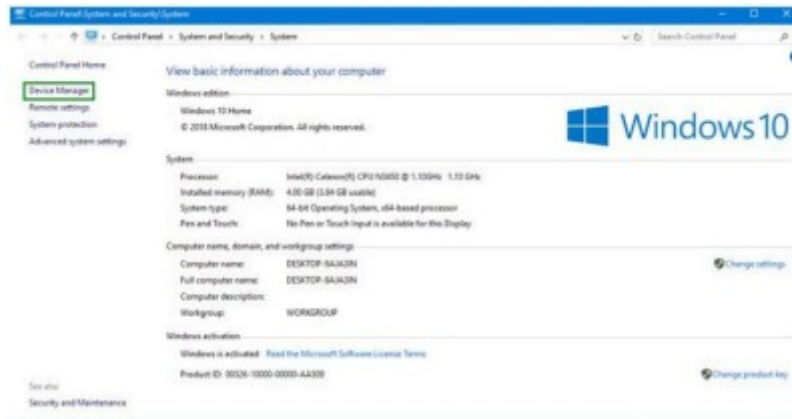 Control Panel\System and Security\System
Control Panel > System and Security > System
Search Control Panel
Control Panel Home
Device Manager
Remote settings
System protection
Advanced system settings
See also
Security and Maintenance
View basic information about your computer
Windows edition
Windows 10 Home
© 2018 Microsoft Corporation. All rights reserved.
Windows 10
System
Processor: Intel(R) Celeron(R) CPU @ 1.10GHz 1.10 GHz
Installed memory (RAM): 4.00 GB (3.84 GB usable)
System type: 64-bit Operating System, x64-based processor
Pen and Touch: No Pen or Touch Input is available for this Display
Computer name, domain, and workgroup settings
Computer name:
Change settings
Full computer name:
Computer description:
Workgroup: WORKGROUP
Windows activation
Windows is activated Read the Microsoft Software License Terms
Product ID: 00326-10000-00000-AA509
Change product key